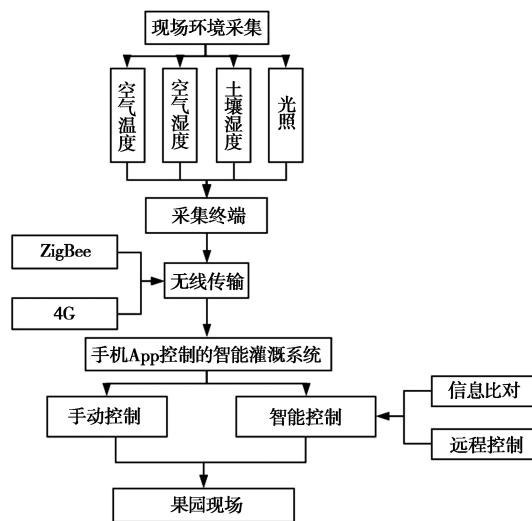 现场环境采集
空气温度
空气湿度
土壤湿度
光照
采集终端
ZigBee
无线传输
4G
手机App控制的智能灌溉系统
手动控制
智能控制
信息比对
远程控制
果园现场